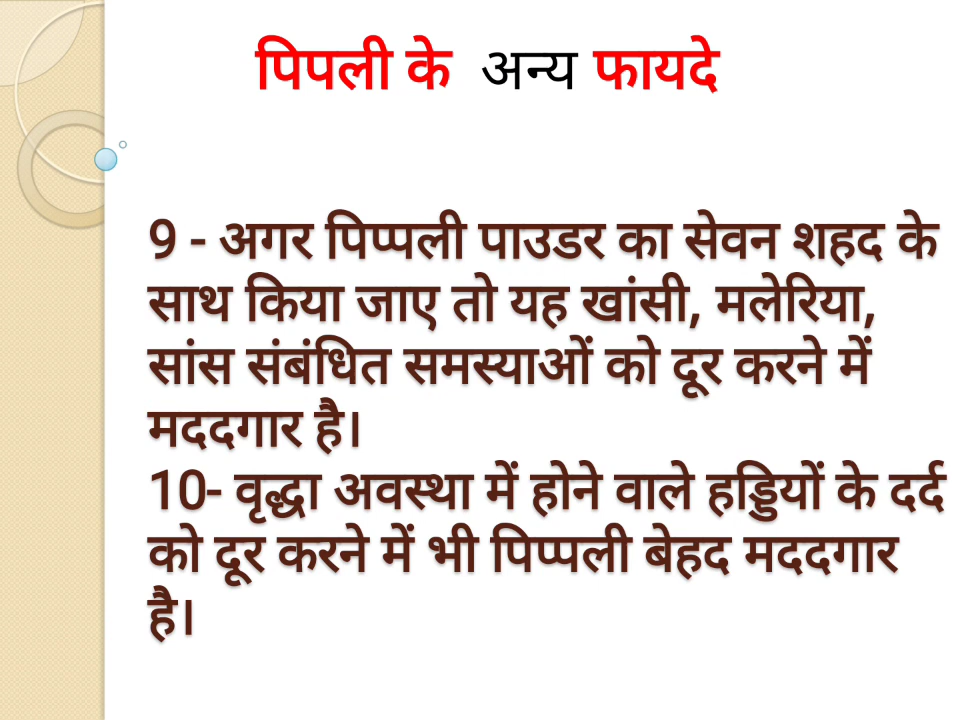 पिपली के अन्य फायदे
9 - अगर पिप्पली पाउडर का सेवन शहद के
साथ किया जाए तो यह खांसी, मलेरिया,
सांस संबंधित समस्याओं को दूर करने में
मददगार है।
10- वृद्धा अवस्था में होने वाले हड्डियों के दर्द
को दूर करने में भी पिप्पली बेहद मददगार
है।